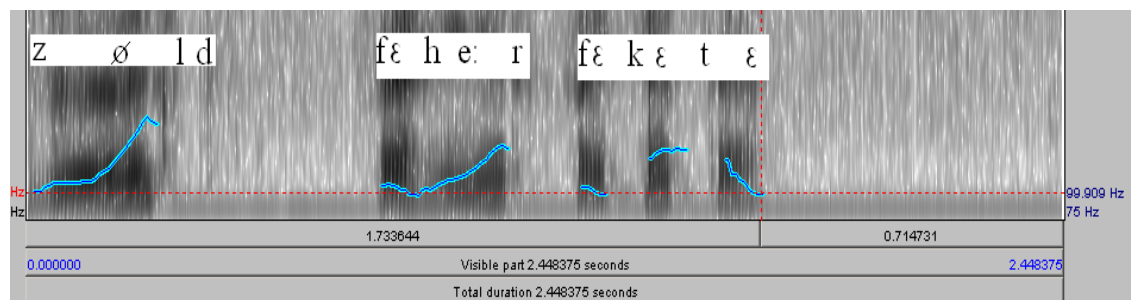 z ø l d fɛ h e: r fɛ k ɛ t ɛ
Hz 99.909 Hz
Hz 75 Hz
1.733644 0.714731
0.000000 Visible part 2.448375 seconds 2.448375
Total duration 2.448375 seconds